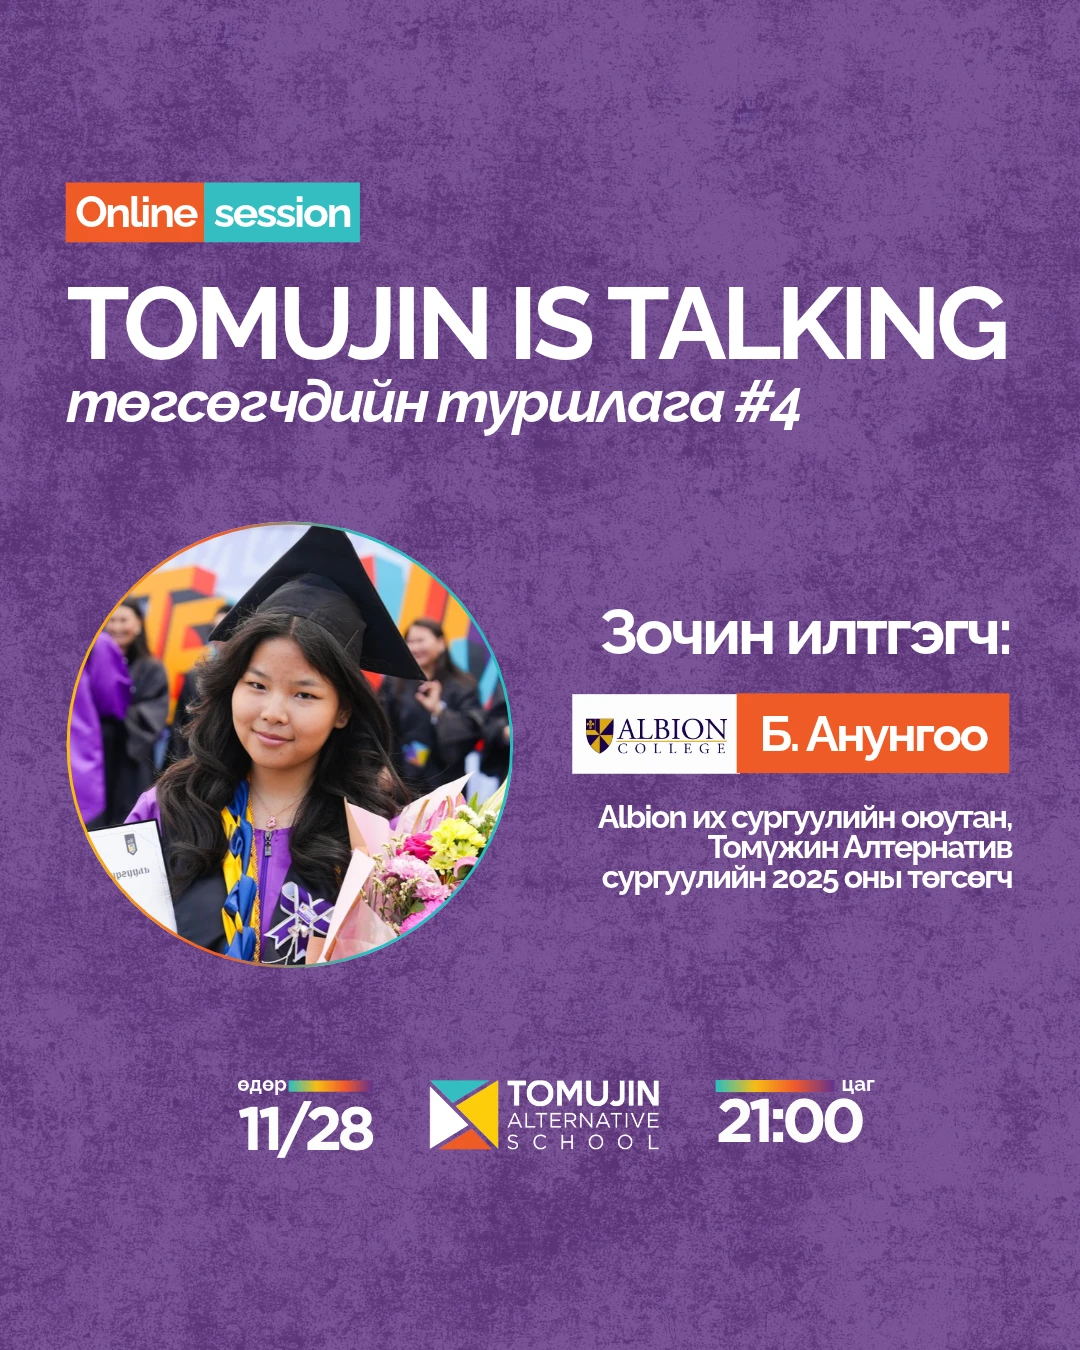 Online session
TOMUJIN IS TALKING
төгсөгчдийн туршлага #4
Зочин илтгэгч:
ALBION
COLLEGE
Б. Анунгоо
Albion их сургуулийн оюутан,
Томүжин Алтернатив
сургуулийн 2025 оны төгсөгч
өдөр
11/28
TOMUJIN
ALTERNATIVE
SCHOOL
цаг
21:00